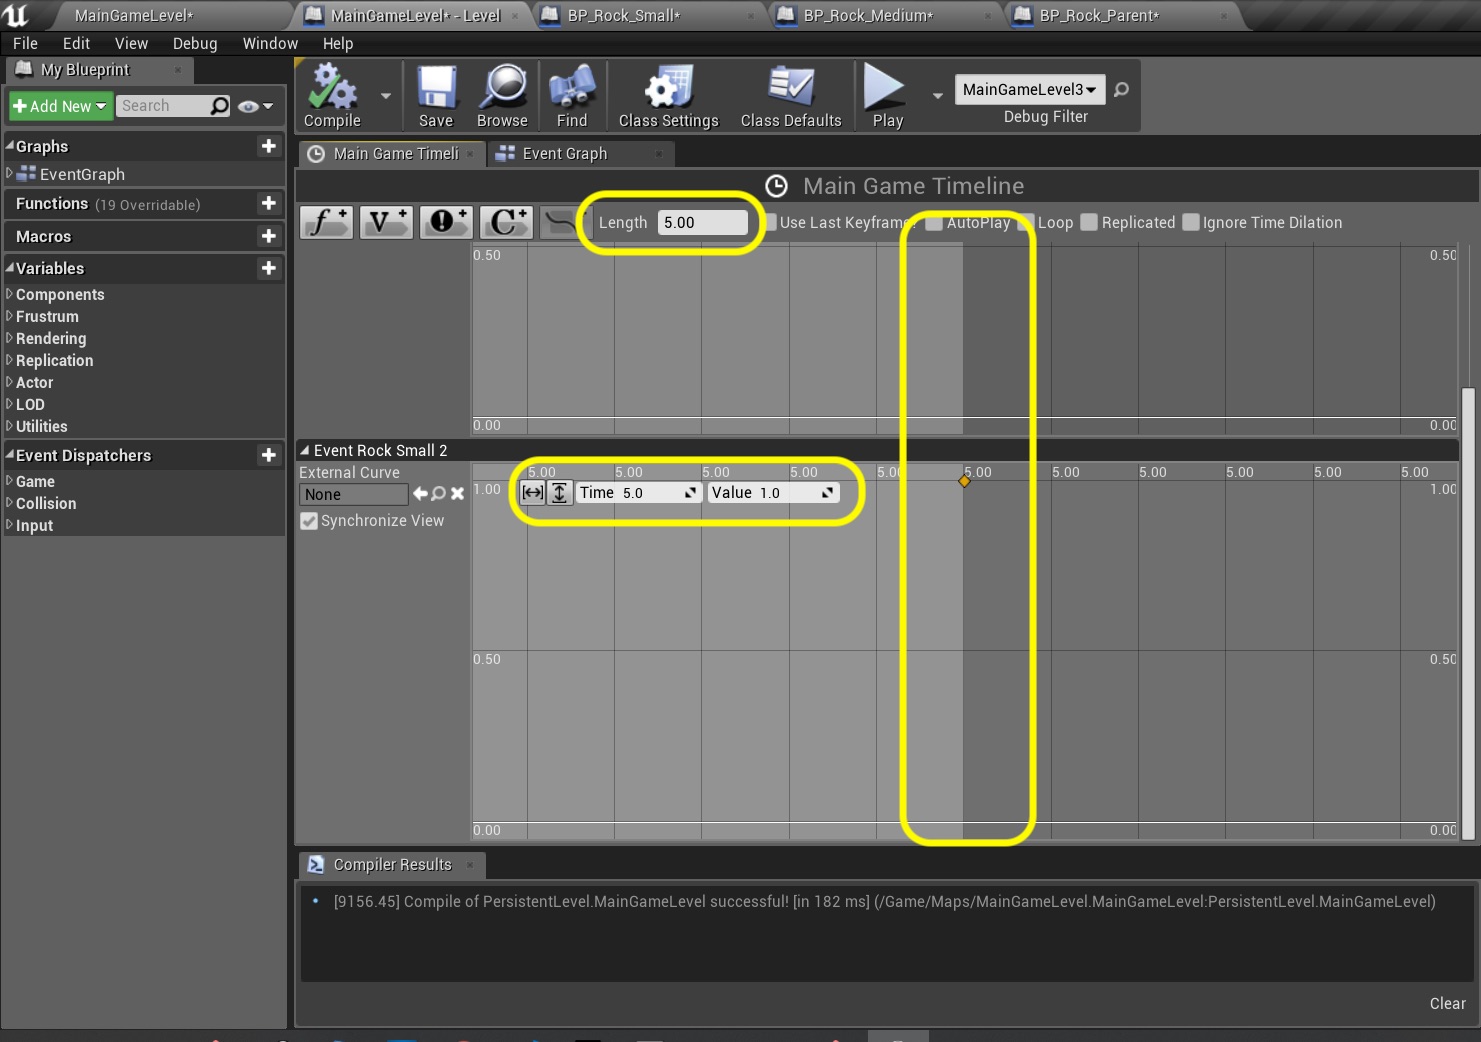 MainGameLevel*
MainGameLevel* - Level
BP_Rock_Small*
BP_Rock_Medium*
BP_Rock_Parent*
File Edit View Debug Window Help
My Blueprint
Add New
Search
Compile
Save
Browse
Find
Class Settings
Class Defaults
Play
MainGameLevel3
Debug Filter
Graphs
EventGraph
Functions (19 Overridable)
Macros
Variables
Components
Frustrum
Rendering
Replication
Actor
LOD
Utilities
Event Dispatchers
Game
Collision
Input
Main Game Timeli
Event Graph
Main Game Timeline
f V C
Length 5.00 Use Last Keyframe? AutoPlay Loop Replicated Ignore Time Dilation
0.50 0.50
0.00 0.00
Event Rock Small 2
External Curve
None
Synchronize View
5.00 5.00 5.00 5.00 5.00 5.00 5.00 5.00 5.00 5.00 5.00
1.00 Time 5.0 Value 1.0 1.00
0.50 0.50
0.00 0.00
Compiler Results
[9156.45] Compile of PersistentLevel.MainGameLevel successful! [in 182 ms] (/Game/Maps/MainGameLevel.MainGameLevel:PersistentLevel.MainGameLevel)
Clear